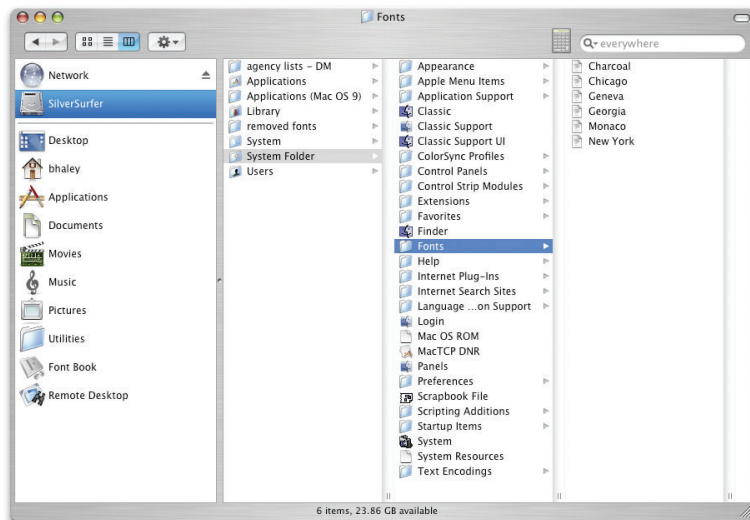 Fonts
everywhere
Network
SilverSurfer
Desktop
bhaley
Applications
Documents
Movies
Music
Pictures
Utilities
Font Book
Remote Desktop
agency lists - DM
Applications
Applications (Mac OS 9)
Library
removed fonts
System
System Folder
Users
Appearance
Apple Menu Items
Application Support
Classic
Classic Support
Classic Support UI
ColorSync Profiles
Control Panels
Control Strip Modules
Extensions
Favorites
Finder
Fonts
Help
Internet Plug-Ins
Internet Search Sites
Language ...on Support
Login
Mac OS ROM
MacTCP DNR
Panels
Preferences
Scrapbook File
Scripting Additions
Startup Items
System
System Resources
Text Encodings
Charcoal
Chicago
Geneva
Georgia
Monaco
New York
6 items, 23.86 GB available